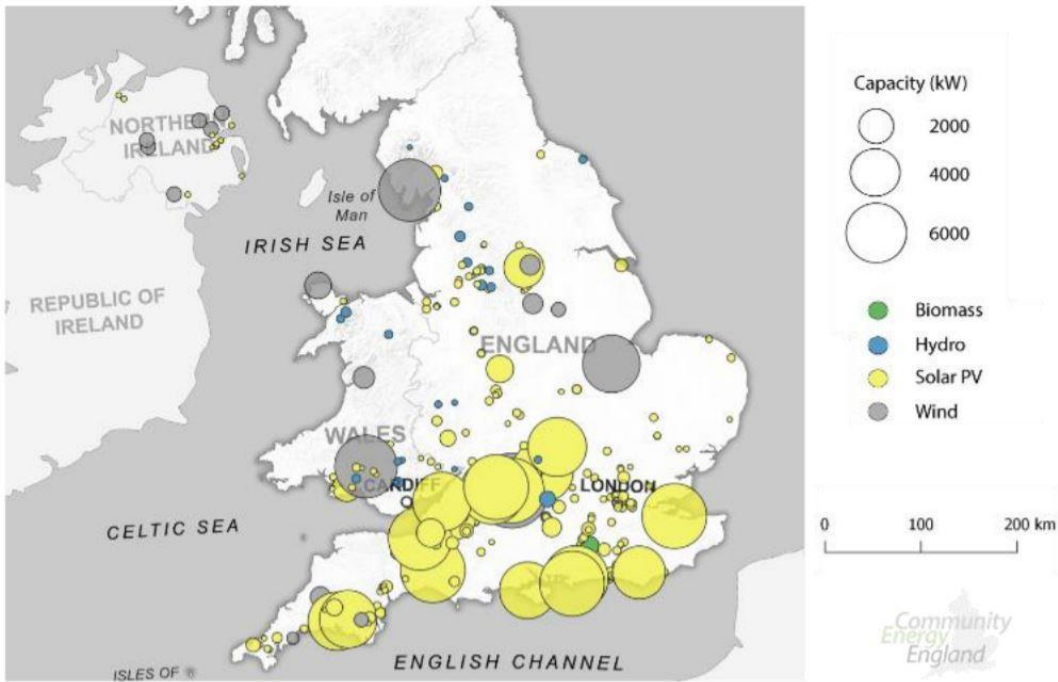 NORTHERN
IRELAND
Isle of
Man
IRISH SEA
REPUBLIC OF
IRELAND
ENGLAND
WALES
CARDIFF
LONDON
CELTIC SEA
ENGLISH CHANNEL
ISLES OF
Capacity (kW)
2000
4000
6000
Biomass
Hydro
Solar PV
Wind
0 100 200 km
Community
Energy
England